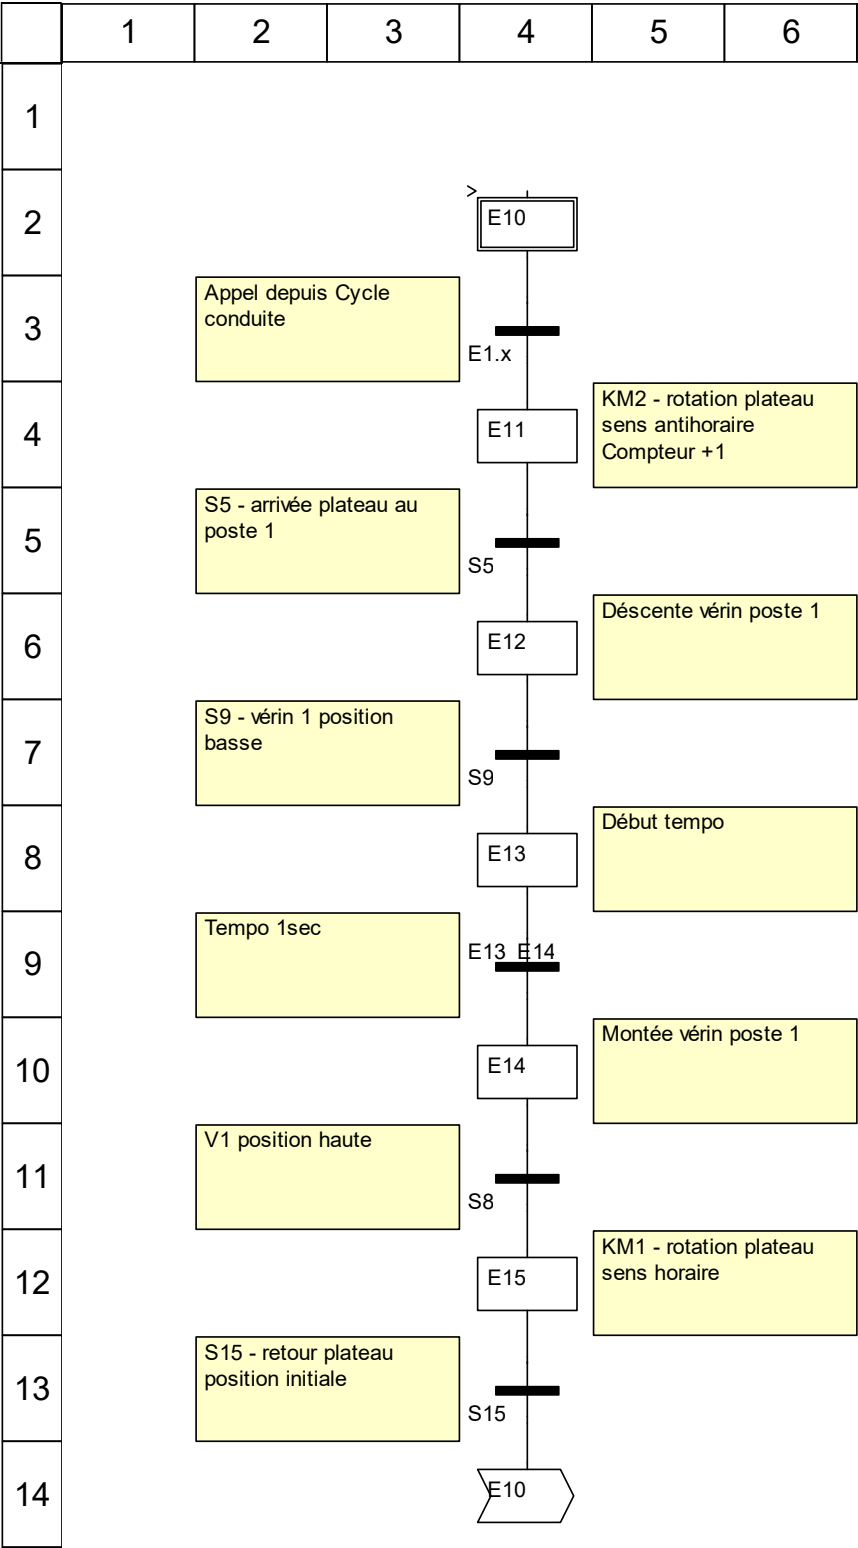 1 2 3 4 5 6
1
>
2
E10
Appel depuis Cycle
conduite
3
E1.x
KM2 - rotation plateau
sens antihoraire
Compteur +1
4
E11
S5 - arrivée plateau au
poste 1
5
S5
Déscente vérin poste 1
6
E12
S9 - vérin 1 position
basse
7
S9
Début tempo
8
E13
Tempo 1sec
9
E13 E14
Montée vérin poste 1
10
E14
V1 position haute
11
S8
KM1 - rotation plateau
sens horaire
12
E15
S15 - retour plateau
position initiale
13
S15
14
E10